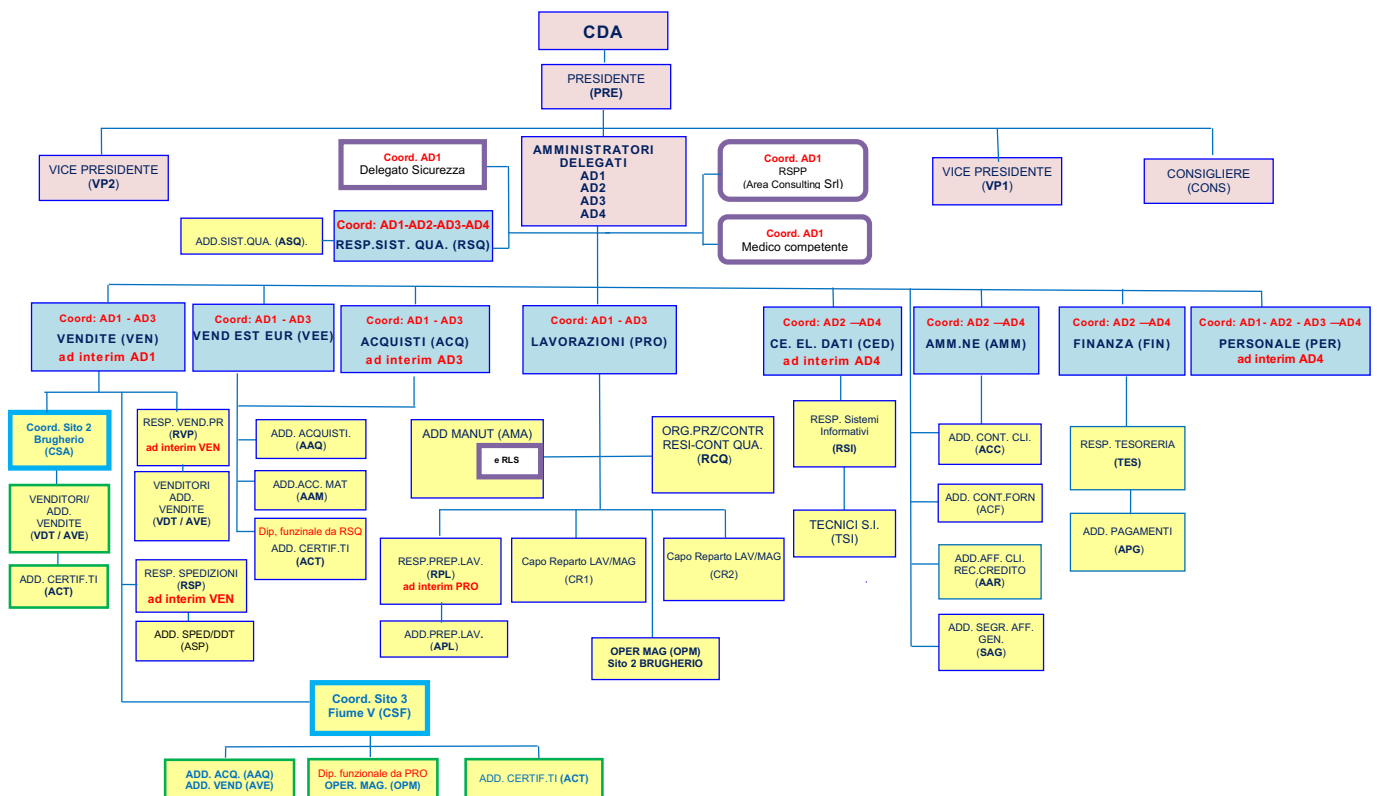 CDA
PRESIDENTE
(PRE)
VICE PRESIDENTE
(VP2)
Coord. AD1
Delegato Sicurezza
AMMINISTRATORI
DELEGATI
AD1
AD2
AD3
AD4
Coord. AD1
RSPP
(Area Consulting Srl)
VICE PRESIDENTE
(VP1)
CONSIGLIERE
(CONS)
ADD.SIST.QUA. (ASQ).
Coord: AD1-AD2-AD3-AD4
RESP.SIST. QUA. (RSQ)
Coord. AD1
Medico competente
Coord: AD1 - AD3
VENDITE (VEN)
ad interim AD1
Coord: AD1 - AD3
VEND EST EUR (VEE)
Coord: AD1 - AD3
ACQUISTI (ACQ)
ad interim AD3
Coord: AD1 - AD3
LAVORAZIONI (PRO)
Coord: AD2 —AD4
CE. EL. DATI (CED)
ad interim AD4
Coord: AD2 —AD4
AMM.NE (AMM)
Coord: AD2 —AD4
FINANZA (FIN)
Coord: AD1- AD2 - AD3 —AD4
PERSONALE (PER)
ad interim AD4
Coord. Sito 2
Brugherio
(CSA)
RESP. VEND.PR
(RVP)
ad interim VEN
ADD. ACQUISTI.
(AAQ)
ADD MANUT (AMA)
e RLS
ORG.PRZ/CONTR
RESI-CONT QUA.
(RCQ)
RESP. Sistemi
Informativi
(RSI)
ADD. CONT. CLI.
(ACC)
RESP. TESORERIA
(TES)
VENDITORI/
ADD.
VENDITE
(VDT / AVE)
VENDITORI
ADD.
VENDITE
(VDT / AVE)
ADD.ACC. MAT
(AAM)
TECNICI S.I.
(TSI)
ADD. CONT.FORN
(ACF)
ADD. PAGAMENTI
(APG)
Dip, funzinale da RSQ
ADD. CERTIF.TI
(ACT)
ADD. CERTIF.TI
(ACT)
RESP. SPEDIZIONI
(RSP)
ad interim VEN
RESP.PREP.LAV.
(RPL)
ad interim PRO
Capo Reparto LAV/MAG
(CR1)
Capo Reparto LAV/MAG
(CR2)
ADD.AFF. CLI.
REC.CREDITO
(AAR)
ADD. SPED/DDT
(ASP)
ADD.PREP.LAV.
(APL)
OPER MAG (OPM)
Sito 2 BRUGHERIO
ADD. SEGR. AFF.
GEN.
(SAG)
Coord. Sito 3
Fiume V (CSF)
ADD. ACQ. (AAQ)
ADD. VEND (AVE)
Dip. funzionale da PRO
OPER. MAG. (OPM)
ADD. CERTIF.TI (ACT)